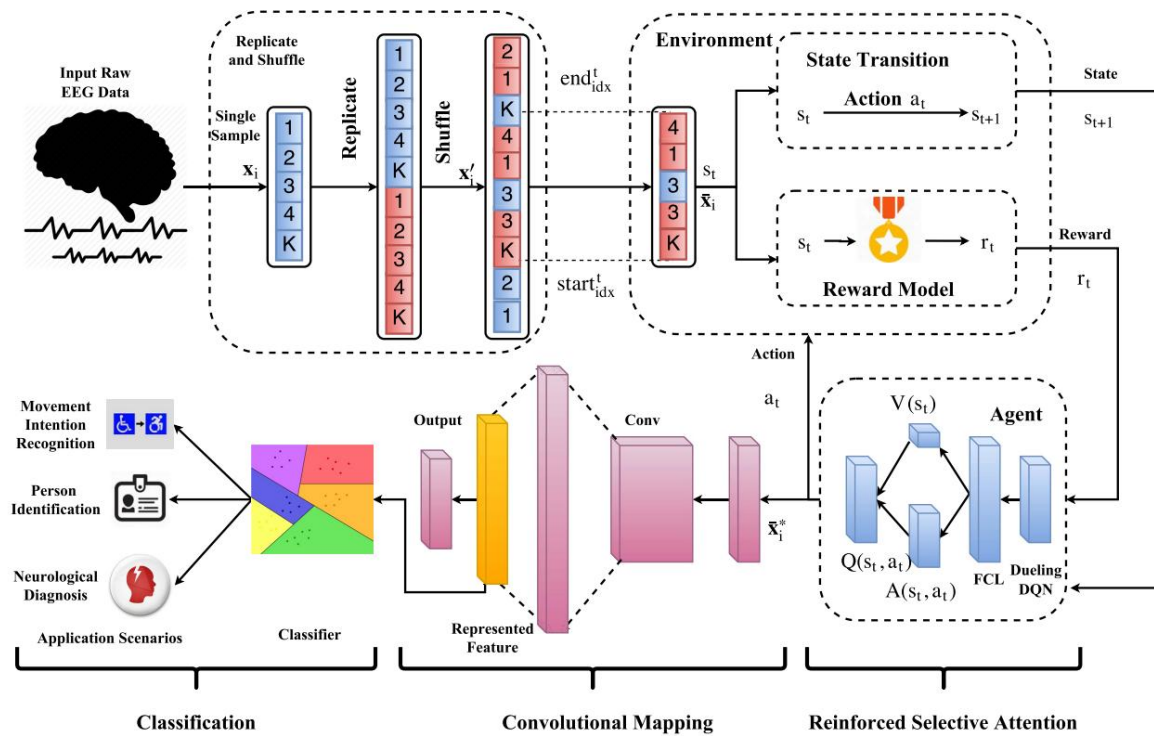 Input Raw
EEG Data
Replicate
and Shuffle
Single
Sample
x_i
1
2
3
4
K
Replicate
1
2
3
4
K
1
2
3
4
K
Shuffle
x′_i
2
1
K
4
1
3
3
K
2
1
end^t_idx
start^t_idx
Environment
4
1
3
3
K
s_t
x̄_i
State Transition
Action a_t
s_t
s_{t+1}
s_t
r_t
Reward Model
State
s_{t+1}
Reward
r_t
Action
a_t
Agent
V(s_t)
Q(s_t, a_t)
A(s_t, a_t)
FCL
Dueling
DQN
x̄*_i
Conv
Output
Represented
Feature
Classifier
Movement
Intention
Recognition
Person
Identification
Neurological
Diagnosis
Application Scenarios
Classification
Convolutional Mapping
Reinforced Selective Attention